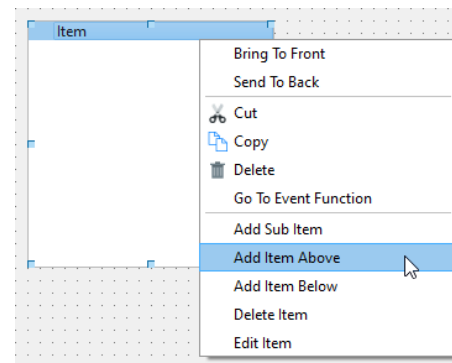 Item
Bring To Front
Send To Back
Cut
Copy
Delete
Go To Event Function
Add Sub Item
Add Item Above
Add Item Below
Delete Item
Edit Item